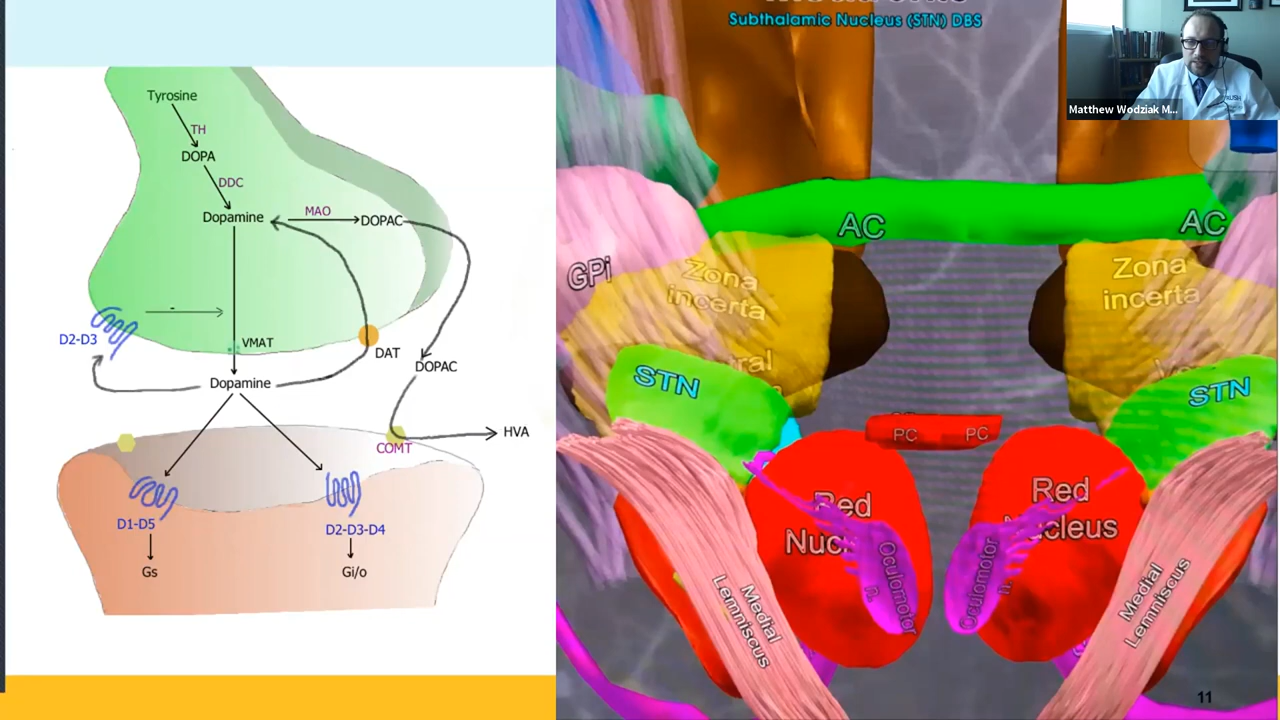 Tyrosine
TH
DOPA
DDC
Dopamine
MAO
DOPAC
D2-D3
-
VMAT
DAT
DOPAC
Dopamine
HVA
COMT
D1-D5
D2-D3-D4
Gs
Gi/o
Subthalamic Nucleus (STN) DBS
Matthew Wodziak M...
AC
AC
GPi
Zona
incerta
Zona
incerta
STN
STN
PC
PC
Red
Red
Nucleus
Oculomotor
n.
Oculomotor
n.
Medial
Lemniscus
Medial
Lemniscus
11